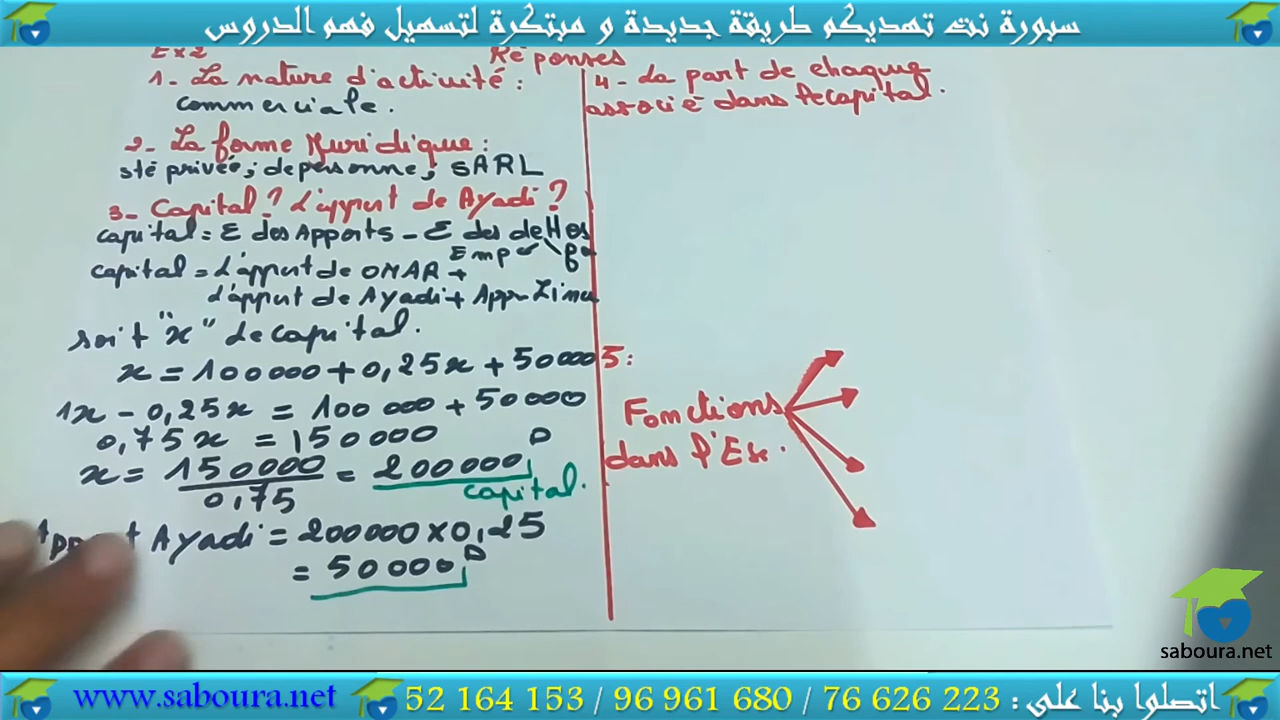 سبورة نت تهديكم طريقة جديدة و مبتكرة لتسهيل فهم الدروس
Ex2
Réponses
1- La nature d'activité :
commerciale.
2- La forme Juridique :
sté privée ; de personne ; SARL
3- Capital ? L'apport de Ayadi ?
capital = E des Apports - E des dettes
Emp
capital = L'apport de OMAR +
L'apport de Ayadi + App
soit "x" le capital.
x = 100000 + 0,25x + 50000
1x - 0,25x = 100 000 + 50000
0,75x = 150000
x = 150000 / 0,75 = 200000 D
capital.
Apport Ayadi = 200000 x 0,25
= 50000 D
4- La part de chaque
associé dans le capital.
5:
Fonctions
dans l'Ese.
saboura.net
www.saboura.net
اتصلوا بنا على : 52 164 153 / 96 961 680 / 76 626 223